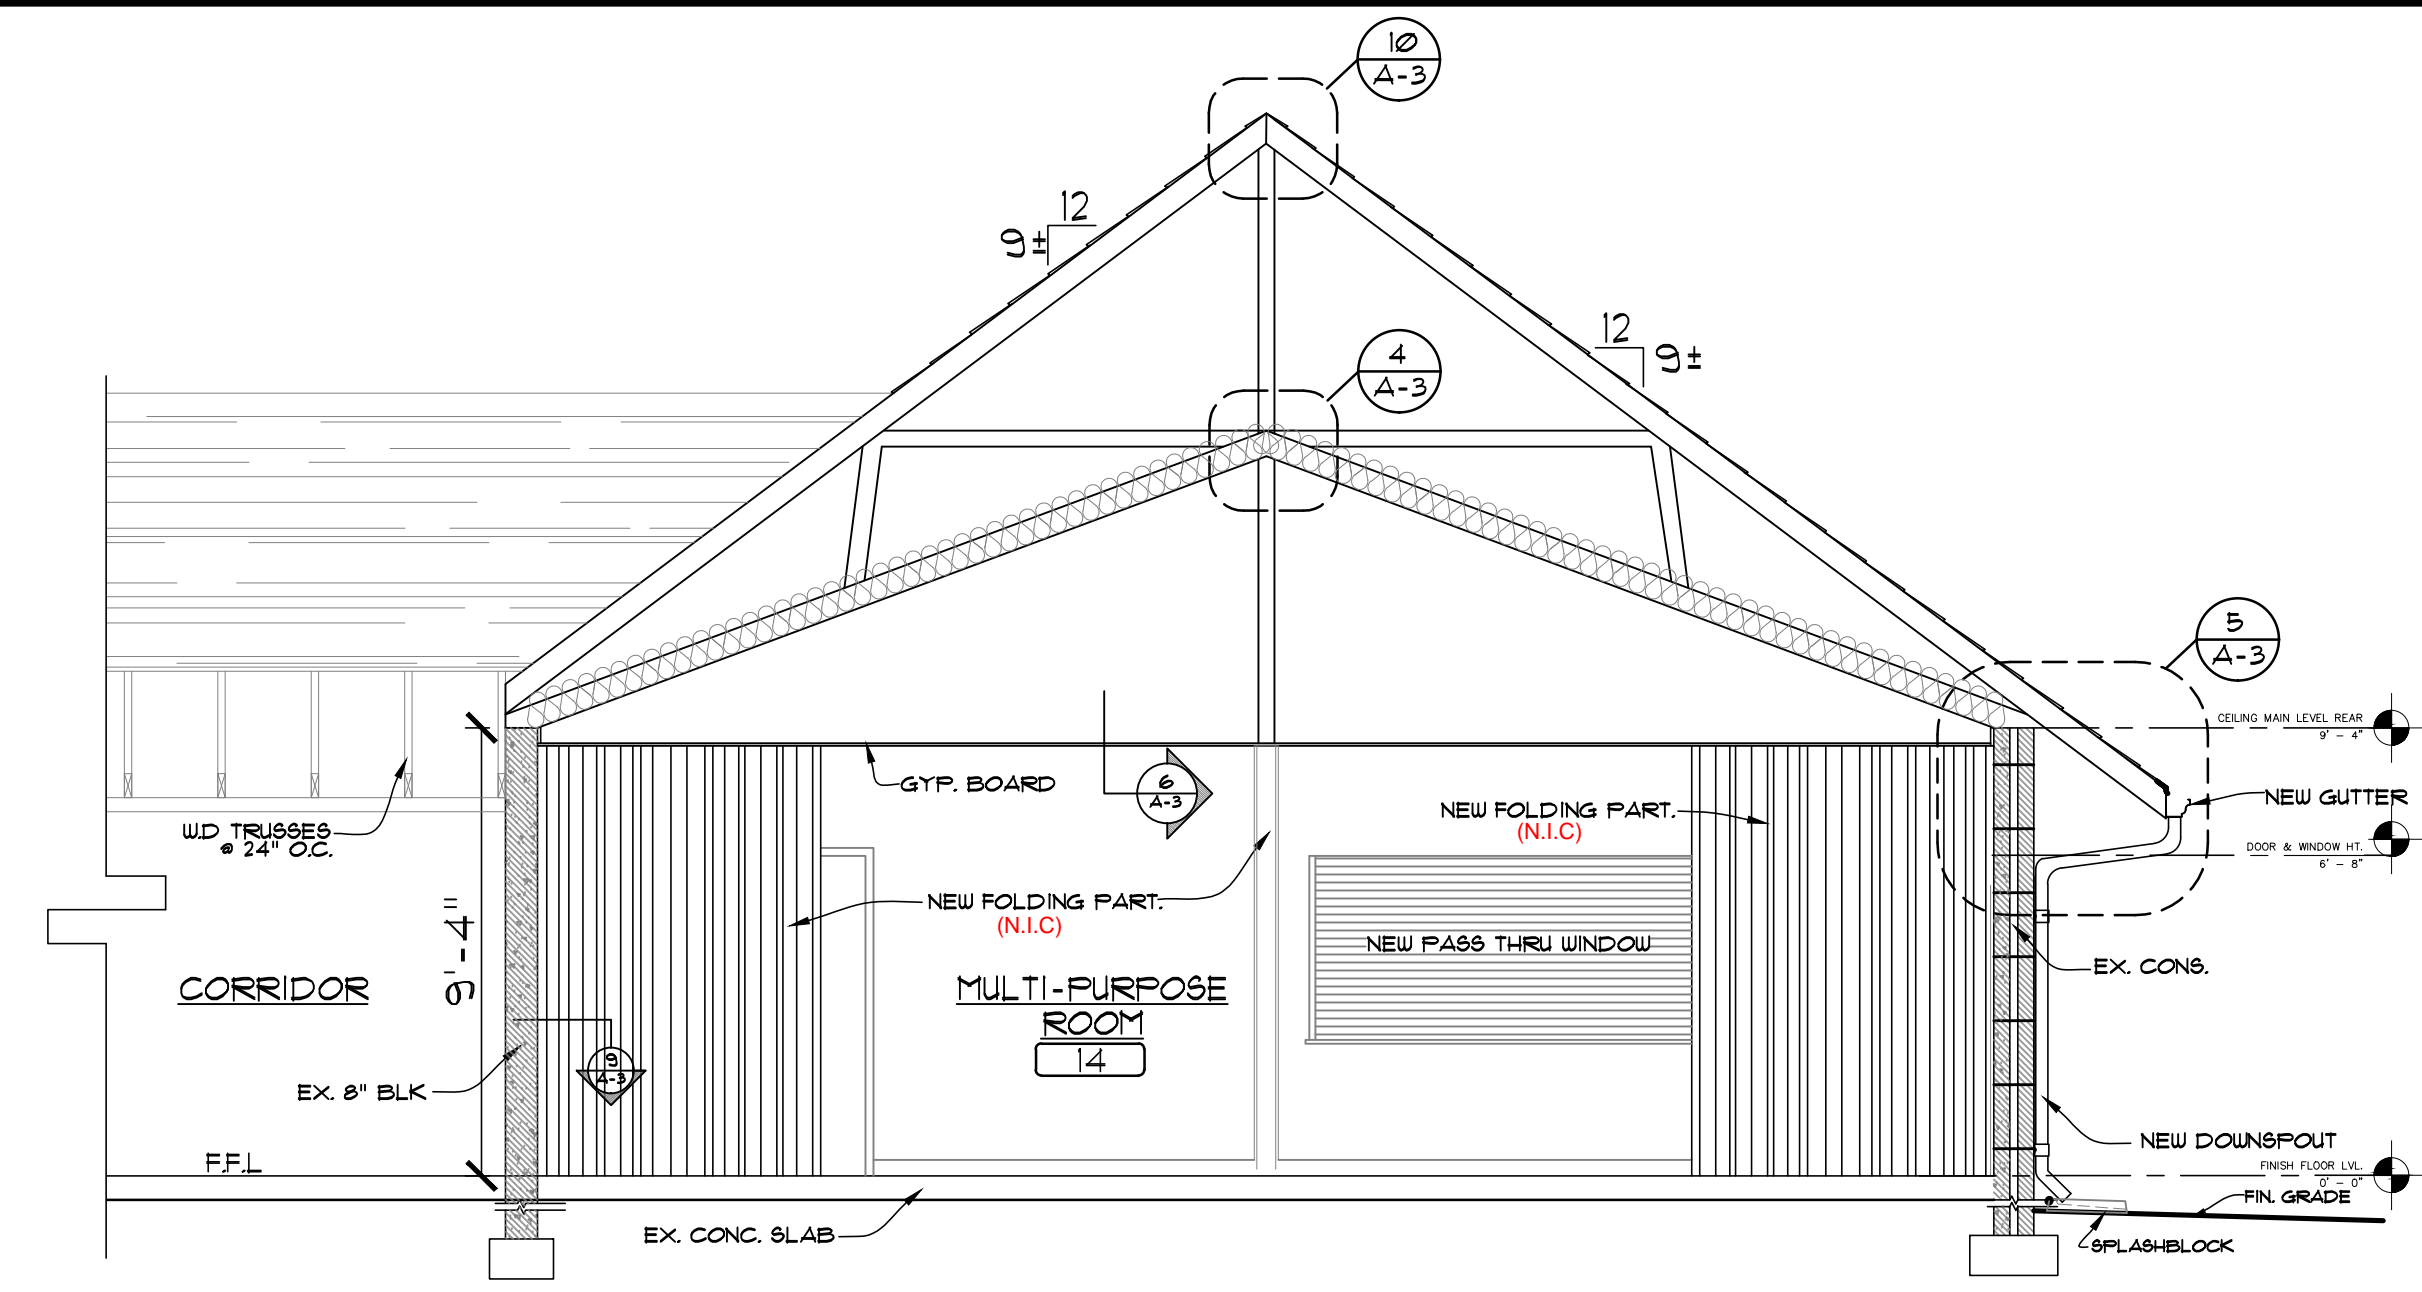 10
A-3
12
9±
12
9±
4
A-3
5
A-3
CEILING MAIN LEVEL REAR
9' - 4"
NEW GUTTER
GYP. BOARD
6
A-3
NEW FOLDING PART.
(N.I.C)
W.D TRUSSES
@ 24" O.C.
DOOR & WINDOW HT.
6' - 8"
NEW FOLDING PART.
(N.I.C)
NEW PASS THRU WINDOW
9'-4"
EX. CONS.
CORRIDOR
MULTI-PURPOSE
ROOM
14
9
A-3
EX. 8" BLK
NEW DOWNSPOUT
F.F.L
FINISH FLOOR LVL.
0' - 0"
FIN. GRADE
EX. CONC. SLAB
SPLASHBLOCK